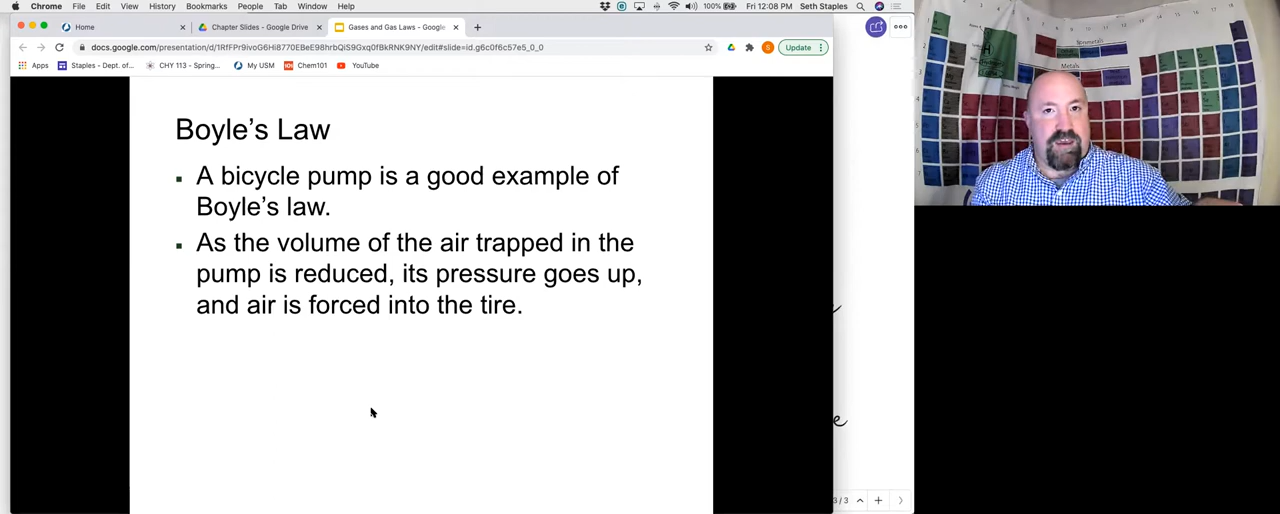 Chrome File Edit View History Bookmarks People Tab Window Help
100% Fri 12:08 PM Seth Staples
Home
Chapter Slides - Google Drive
Gases and Gas Laws - Google
docs.google.com/presentation/d/1RfFPr9ivoG6Hi8770EBeE98hrbQiS9Gxq0fBkRNK9NY/edit#slide=id.g6c0f6c57e5_0_0
S
Update
Apps
Staples - Dept. of...
CHY 113 - Spring...
My USM
Chem101
YouTube
Boyle's Law
▪ A bicycle pump is a good example of
Boyle's law.
▪ As the volume of the air trapped in the
pump is reduced, its pressure goes up,
and air is forced into the tire.
e
e
3 / 3
Nonmetals
Metals
H